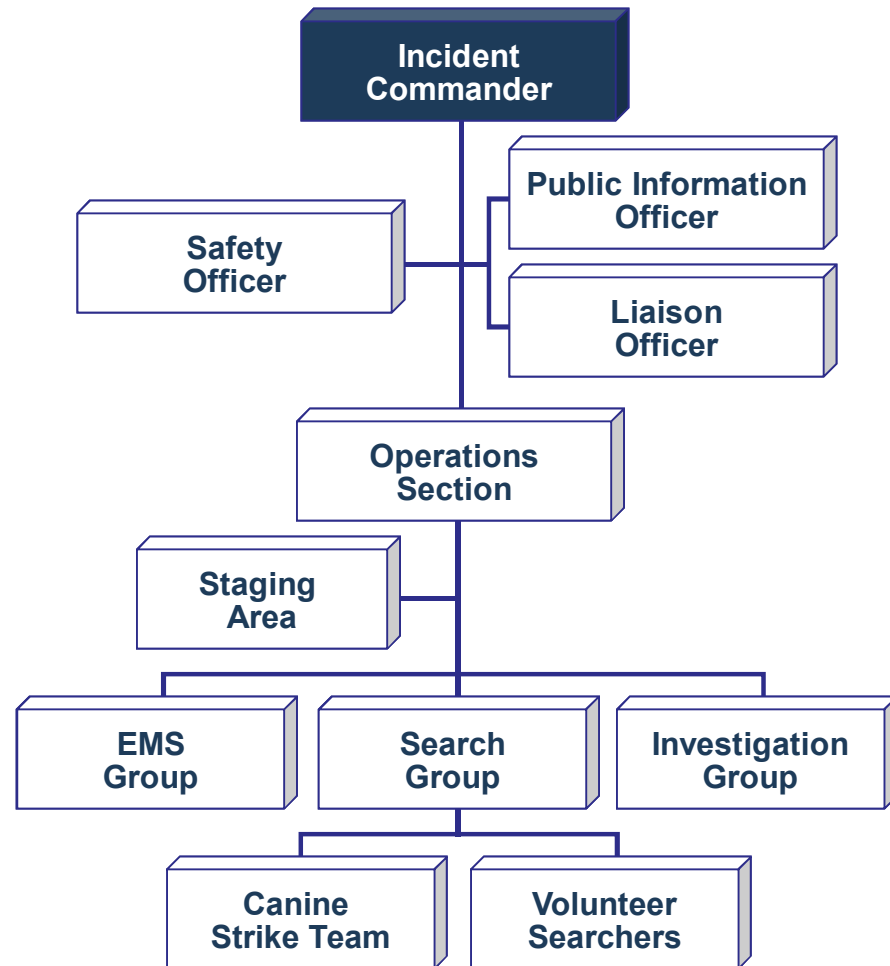 Incident
Commander
Public Information
Officer
Safety
Officer
Liaison
Officer
Operations
Section
Staging
Area
EMS
Group
Search
Group
Investigation
Group
Canine
Strike Team
Volunteer
Searchers